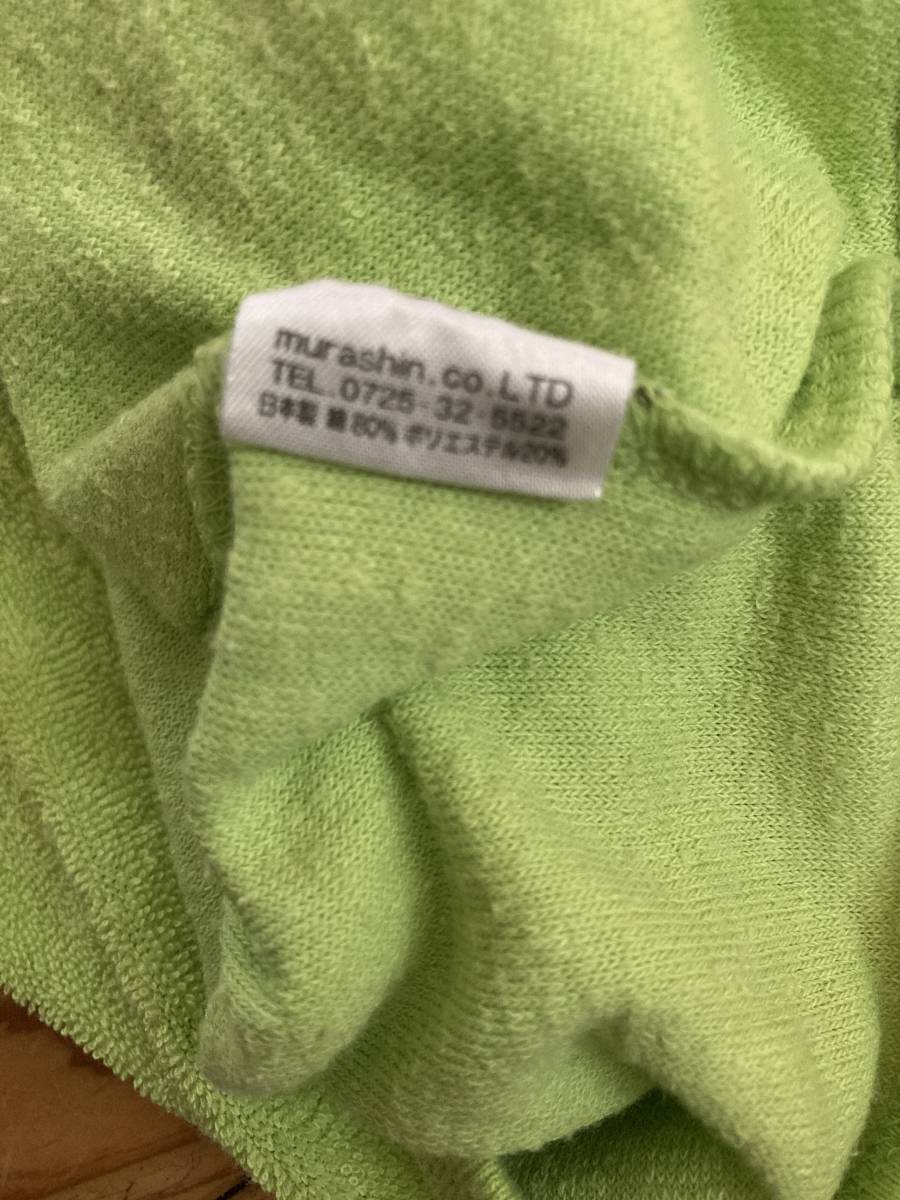 murashin.co.LTD
TEL.0725-32-5522
日本製 綿80% ポリエステル20%